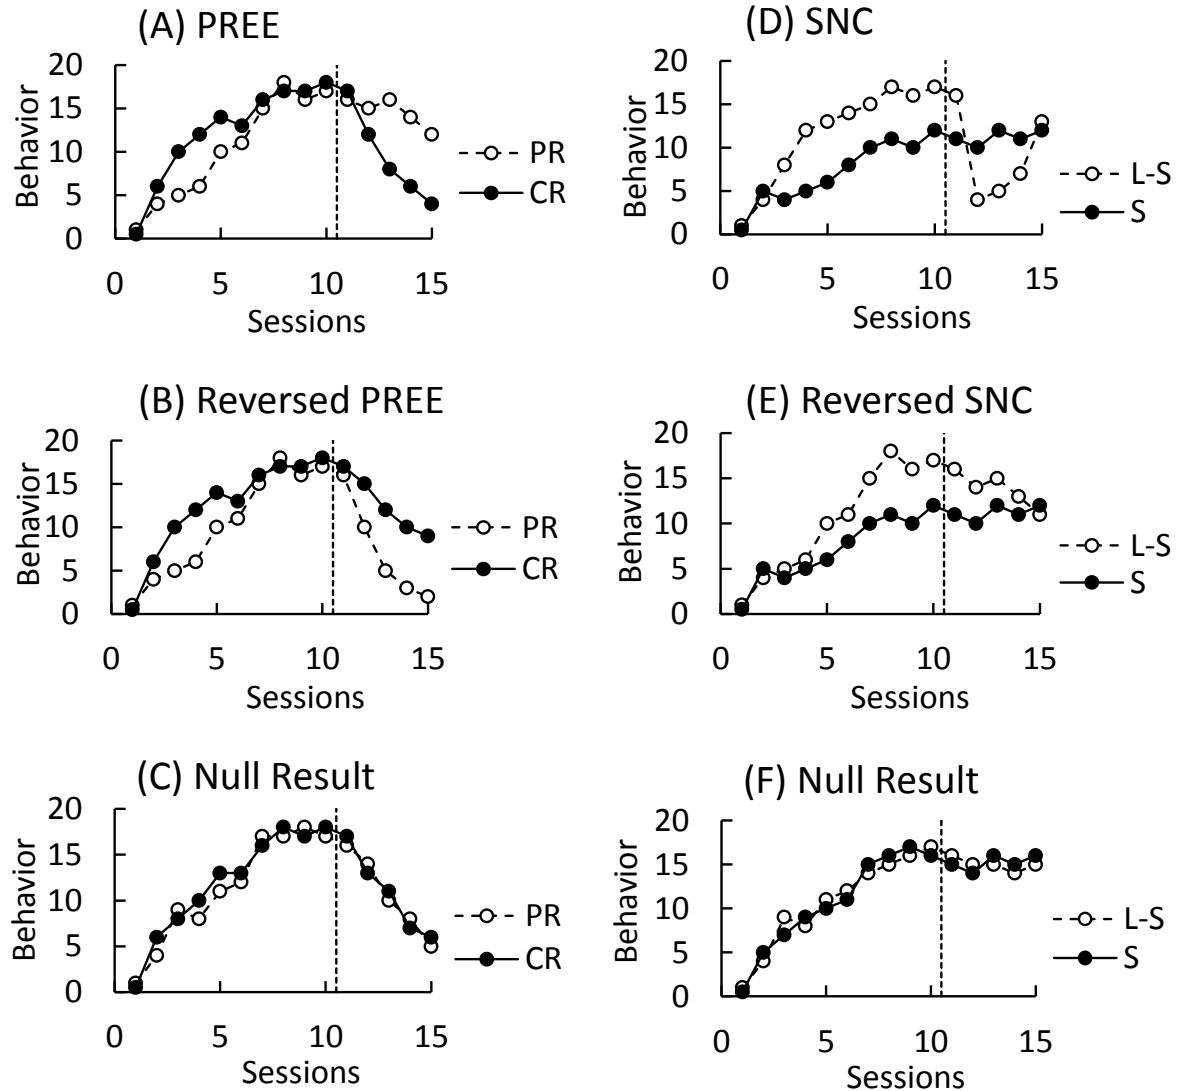 (A) PREE
Behavior
20
15
10
5
0
0 5 10 15
Sessions
PR
CR
(D) SNC
Behavior
20
15
10
5
0
0 5 10 15
Sessions
L-S
S
(B) Reversed PREE
Behavior
20
15
10
5
0
0 5 10 15
Sessions
PR
CR
(E) Reversed SNC
Behavior
20
15
10
5
0
0 5 10 15
Sessions
L-S
S
(C) Null Result
Behavior
20
15
10
5
0
0 5 10 15
Sessions
PR
CR
(F) Null Result
Behavior
20
15
10
5
0
0 5 10 15
Sessions
L-S
S